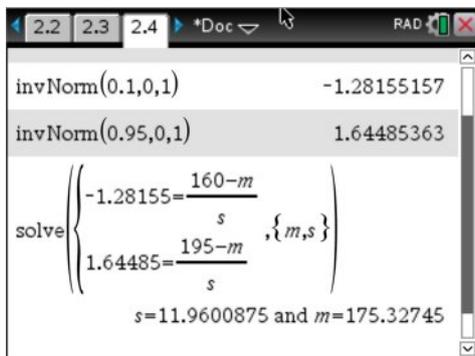 2.2 2.3 2.4 *Doc RAD
invNorm(0.1,0,1) -1.28155157
invNorm(0.95,0,1) 1.64485363
solve({-1.28155=(160-m)/s
1.64485=(195-m)/s ,{m,s})
s=11.9600875 and m=175.32745